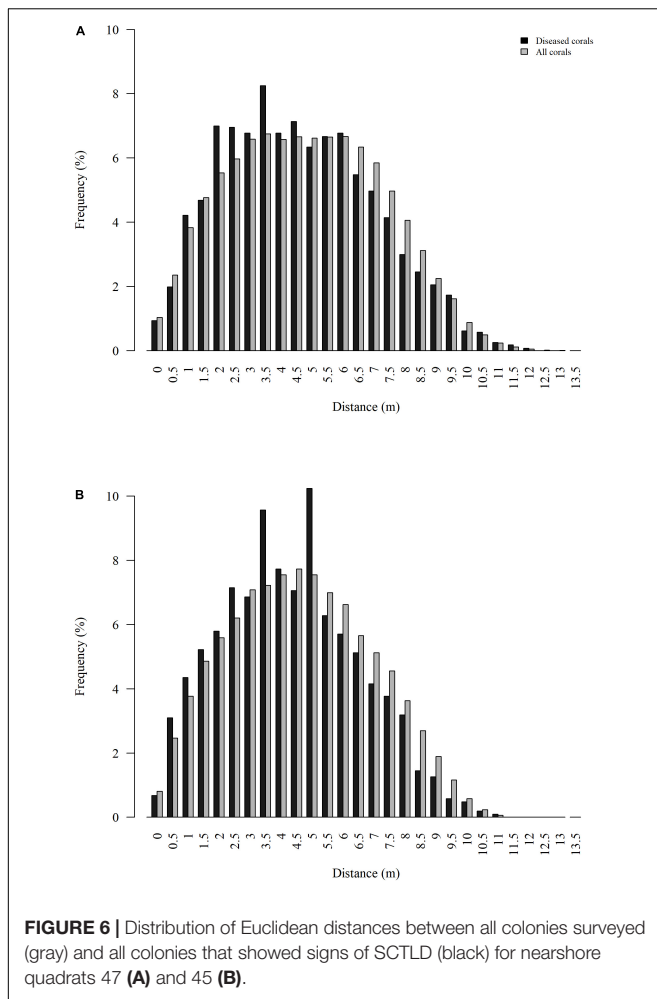 A
10
Diseased corals
All corals
8
6
4
2
0
Frequency (%)
0 0.5 1 1.5 2 2.5 3 3.5 4 4.5 5 5.5 6 6.5 7 7.5 8 8.5 9 9.5 10 10.5 11 11.5 12 12.5 13 13.5
Distance (m)
B
10
8
6
4
2
0
Frequency (%)
0 0.5 1 1.5 2 2.5 3 3.5 4 4.5 5 5.5 6 6.5 7 7.5 8 8.5 9 9.5 10 10.5 11 11.5 12 12.5 13 13.5
Distance (m)
FIGURE 6 | Distribution of Euclidean distances between all colonies surveyed
(gray) and all colonies that showed signs of SCTLD (black) for nearshore
quadrats 47 (A) and 45 (B).